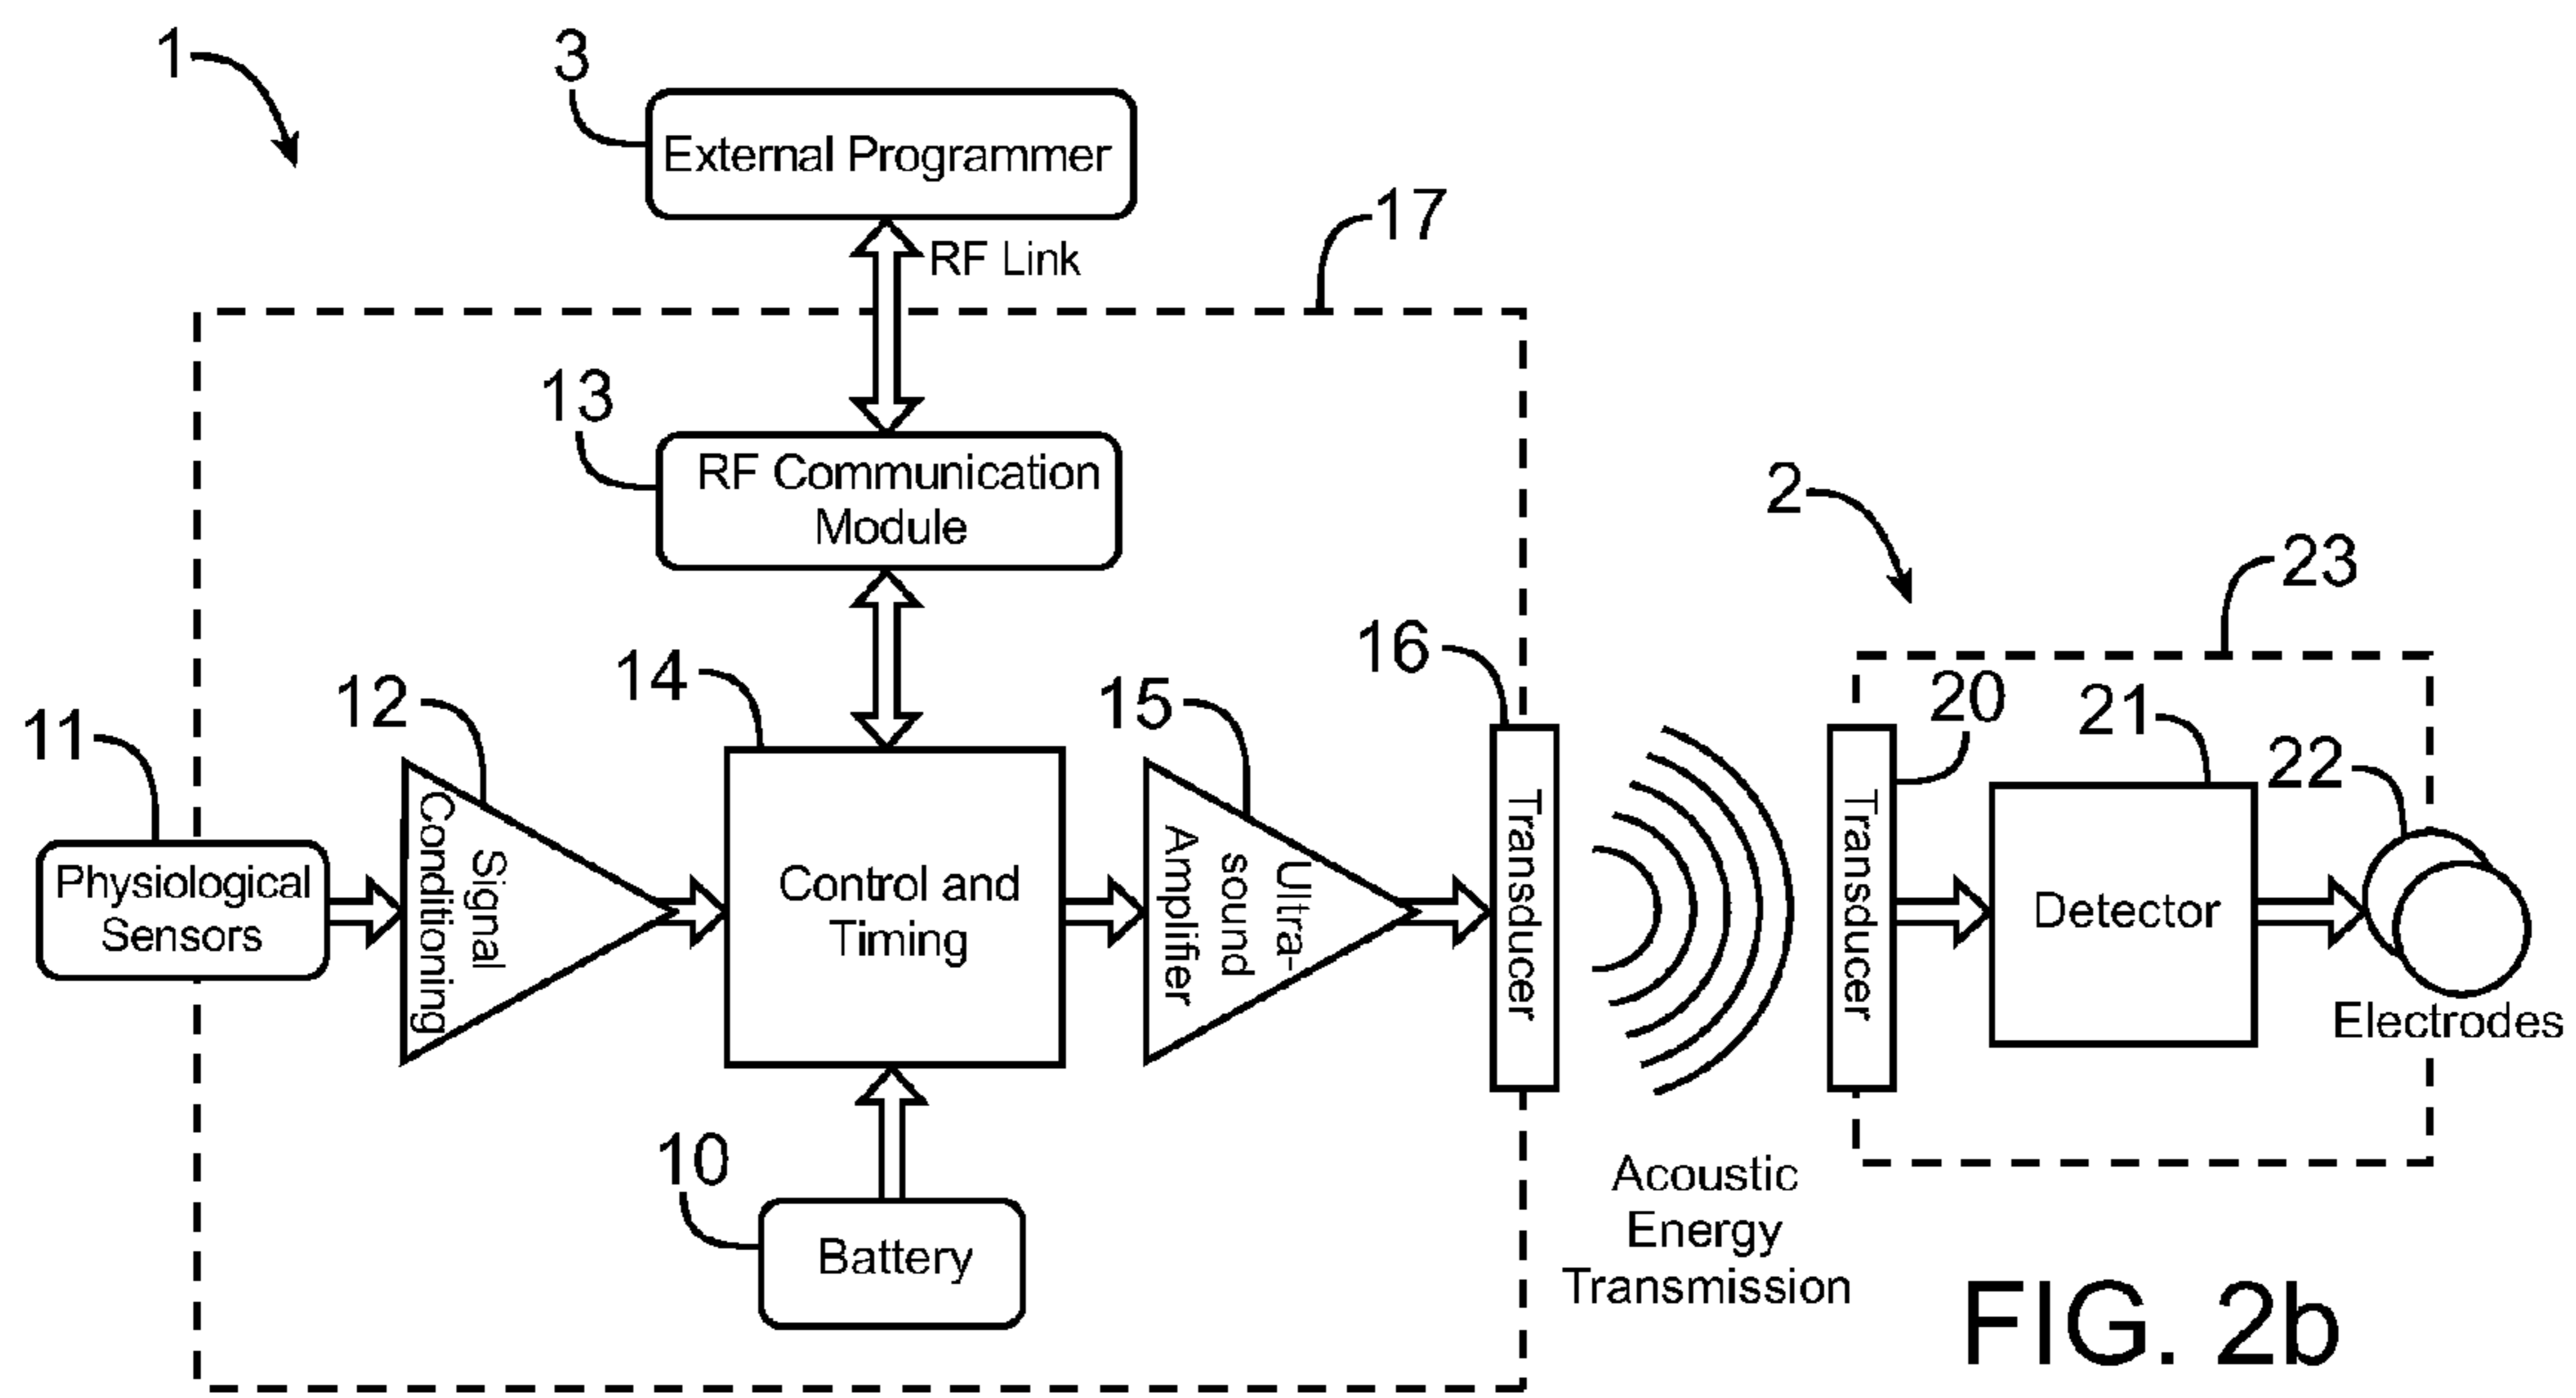 1
3
External Programmer
17
RF Link
13
RF Communication
Module
2
23
11
12
14
15
16
20
21
22
Physiological
Sensors
Signal
Conditioning
Control and
Timing
Ultra-
sound
Amplifier
Transducer
Transducer
Detector
Electrodes
10
Battery
Acoustic
Energy
Transmission
FIG. 2b